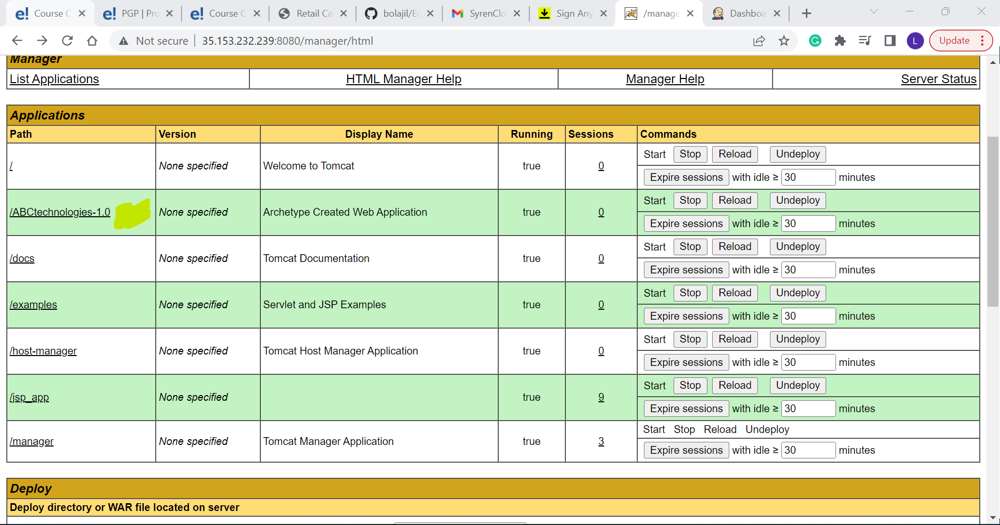 Course C
PGP | Pro
Course C
Retail Ca
bolajil/Ec
SyrenClo
Sign Any
/manage
Dashboa
Not secure
35.153.232.239:8080/manager/html
L
Update
Manager
List Applications HTML Manager Help Manager Help Server Status
Applications
Path Version Display Name Running Sessions Commands
/ None specified Welcome to Tomcat true 0 Start Stop Reload Undeploy
Expire sessions with idle ≥ 30 minutes
/ABCtechnologies-1.0 None specified Archetype Created Web Application true 0 Start Stop Reload Undeploy
Expire sessions with idle ≥ 30 minutes
/docs None specified Tomcat Documentation true 0 Start Stop Reload Undeploy
Expire sessions with idle ≥ 30 minutes
/examples None specified Servlet and JSP Examples true 0 Start Stop Reload Undeploy
Expire sessions with idle ≥ 30 minutes
/host-manager None specified Tomcat Host Manager Application true 0 Start Stop Reload Undeploy
Expire sessions with idle ≥ 30 minutes
/jsp_app None specified true 9 Start Stop Reload Undeploy
Expire sessions with idle ≥ 30 minutes
/manager None specified Tomcat Manager Application true 3 Start Stop Reload Undeploy
Expire sessions with idle ≥ 30 minutes
Deploy
Deploy directory or WAR file located on server